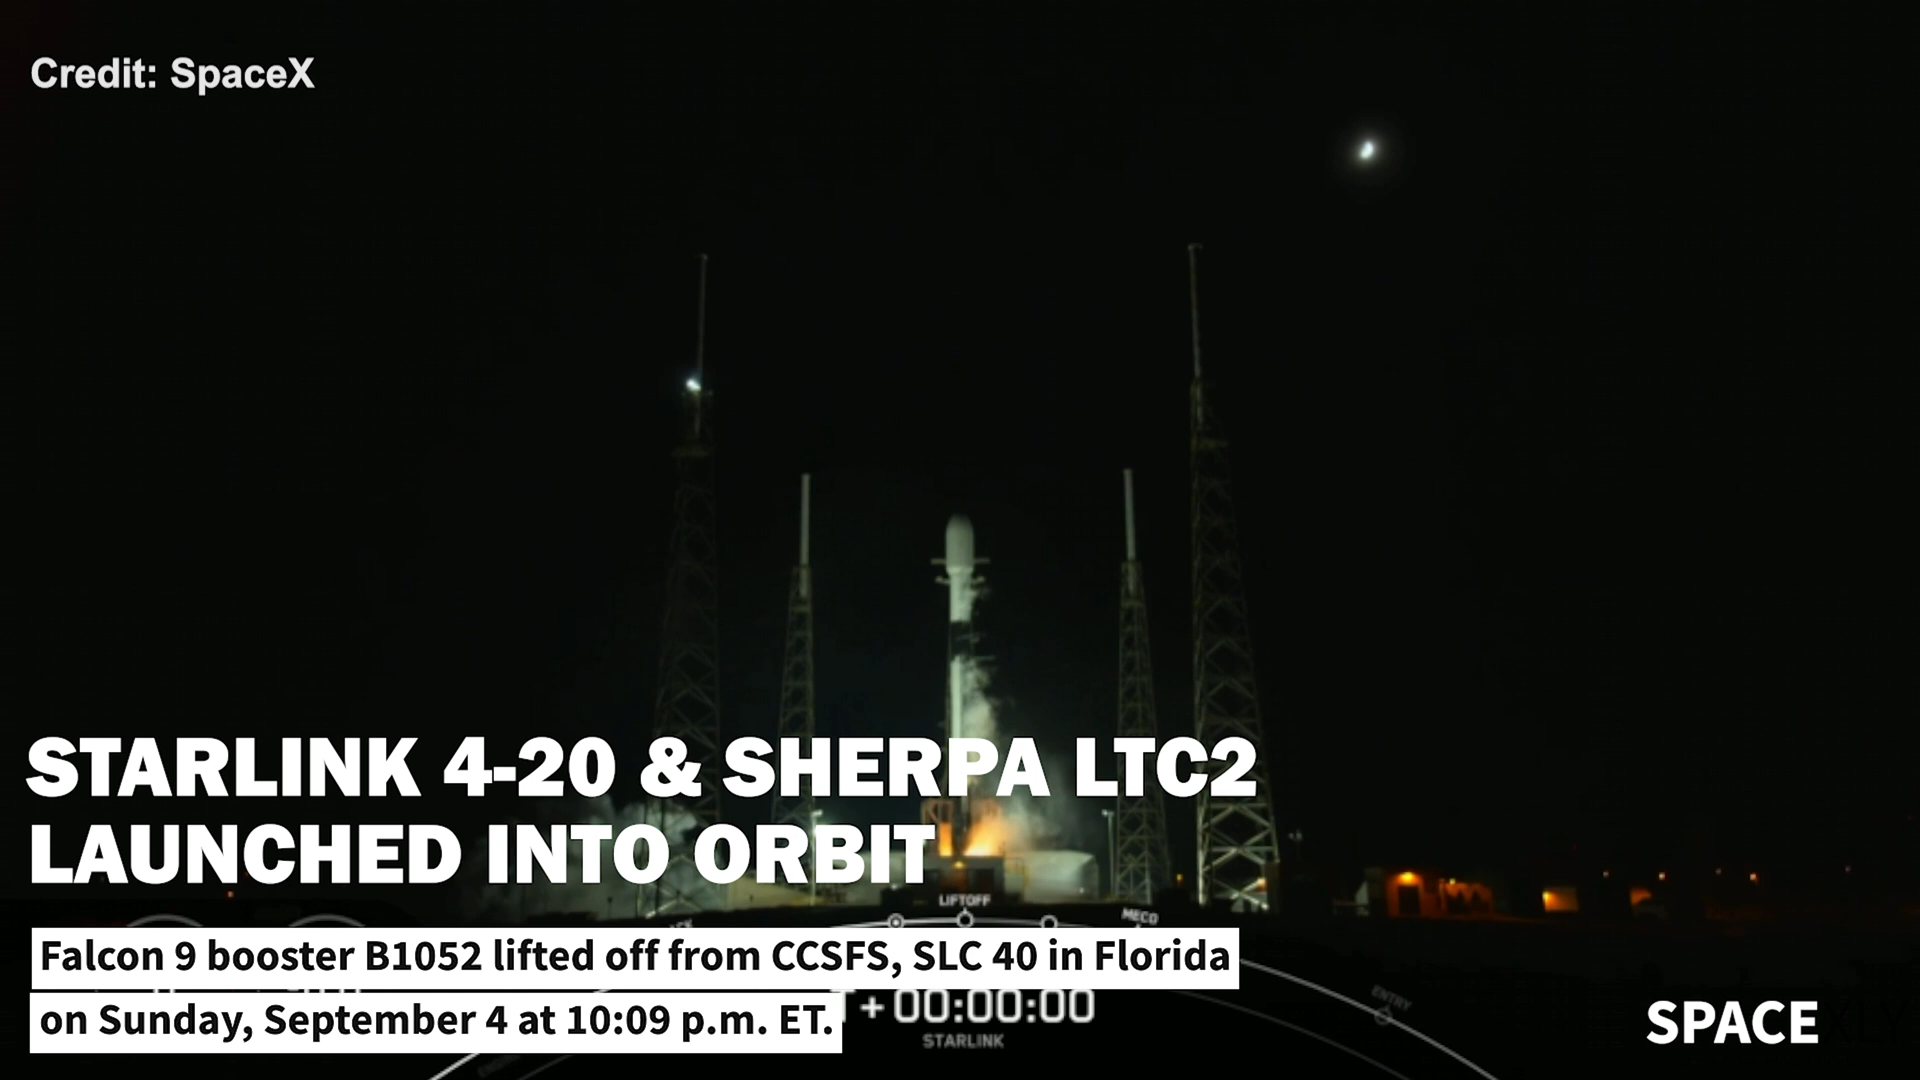 Credit: SpaceX
STARLINK 4-20 & SHERPA LTC2
LAUNCHED INTO ORBIT
LIFTOFF
MECO
Falcon 9 booster B1052 lifted off from CCSFS, SLC 40 in Florida
on Sunday, September 4 at 10:09 p.m. ET.
+00:00:00
STARLINK
ENTRY
SPACE